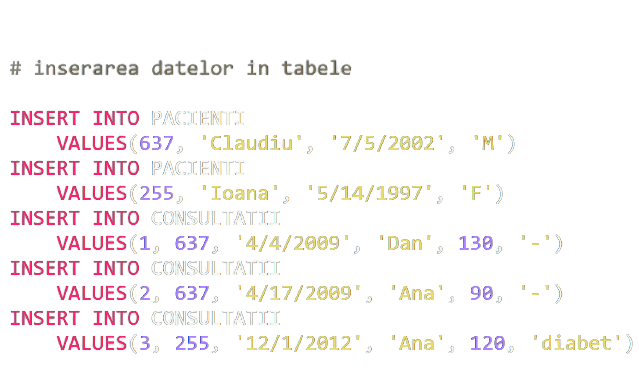 # inserarea datelor in tabele
INSERT INTO PACIENTI
VALUES(637, 'Claudiu', '7/5/2002', 'M')
INSERT INTO PACIENTI
VALUES(255, 'Ioana', '5/14/1997', 'F')
INSERT INTO CONSULTATII
VALUES(1, 637, '4/4/2009', 'Dan', 130, '-')
INSERT INTO CONSULTATII
VALUES(2, 637, '4/17/2009', 'Ana', 90, '-')
INSERT INTO CONSULTATII
VALUES(3, 255, '12/1/2012', 'Ana', 120, 'diabet')